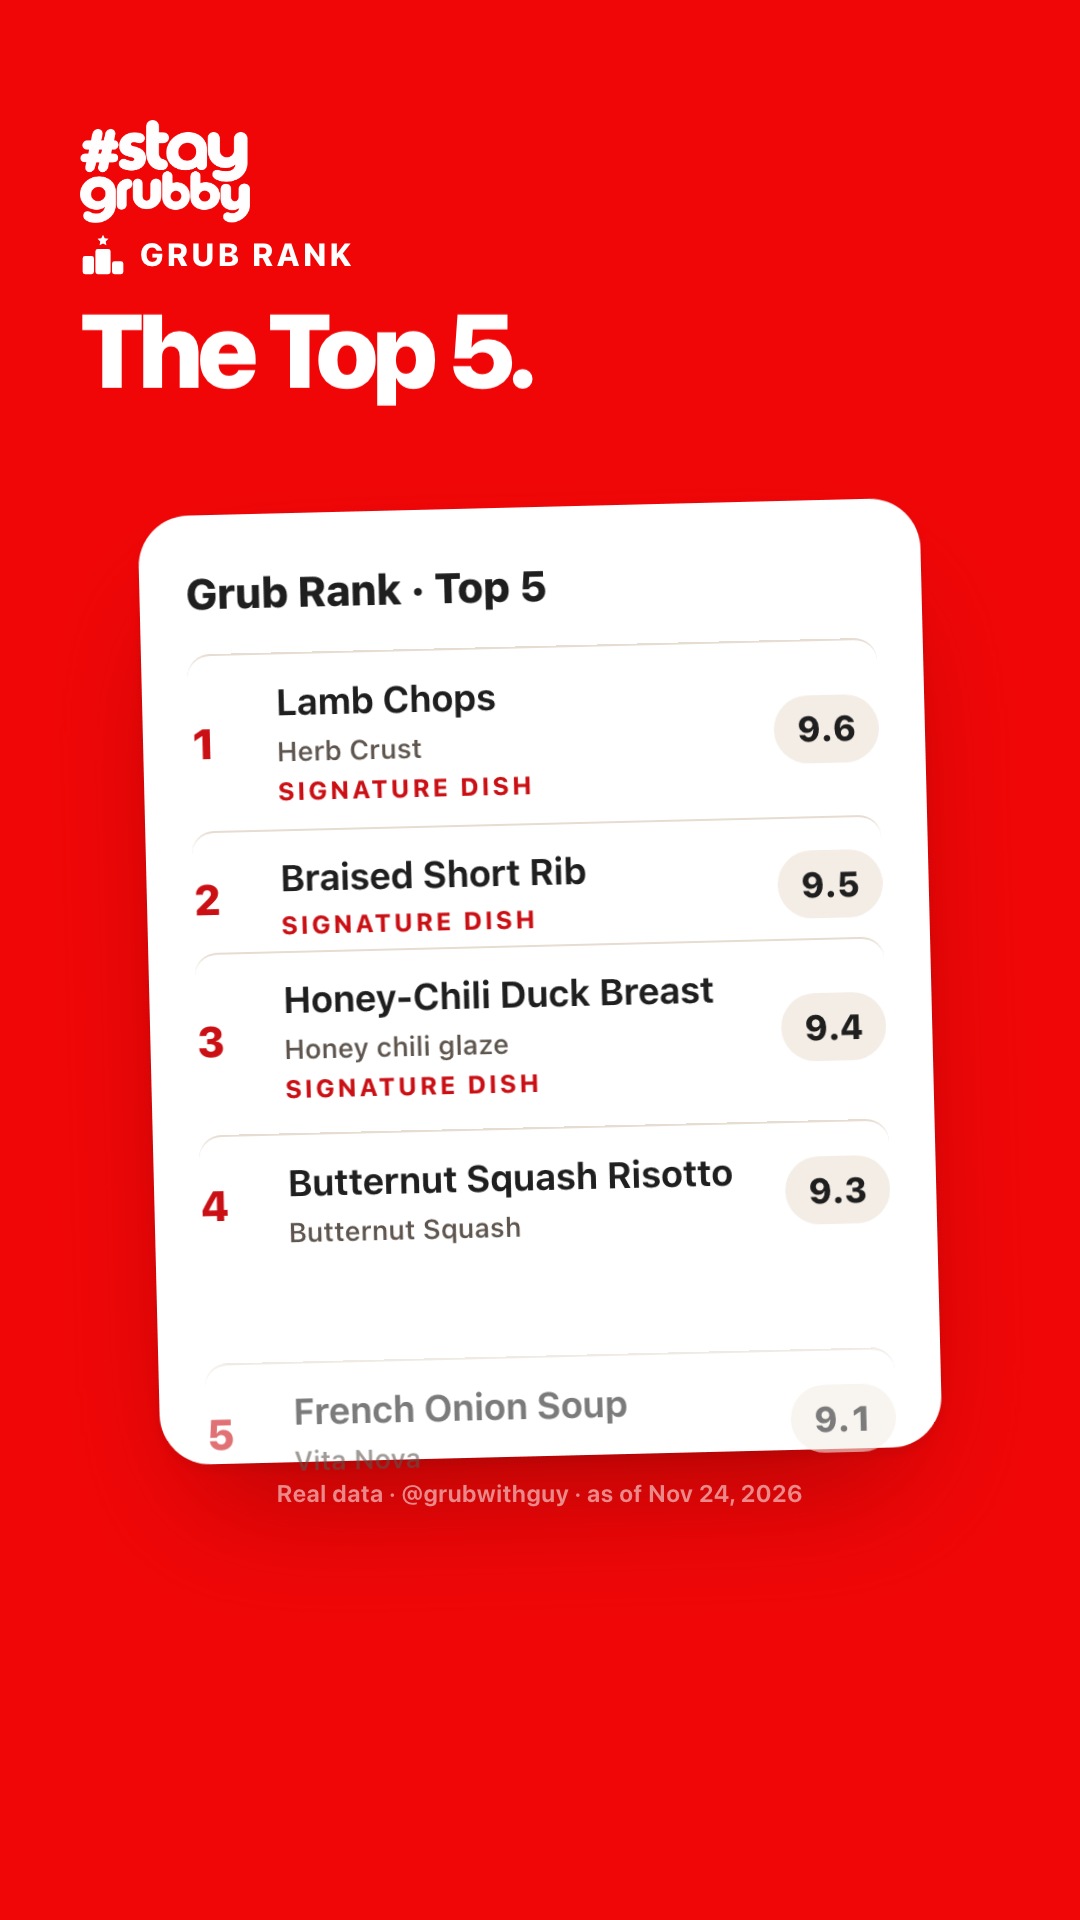 #stay
grubby
GRUB RANK
The Top 5.
Grub Rank · Top 5
1
Lamb Chops
Herb Crust
SIGNATURE DISH
9.6
2
Braised Short Rib
SIGNATURE DISH
9.5
3
Honey-Chili Duck Breast
Honey chili glaze
SIGNATURE DISH
9.4
4
Butternut Squash Risotto
Butternut Squash
9.3
5
French Onion Soup
Vita Nova
9.1
Real data · @grubwithguy · as of Nov 24, 2026